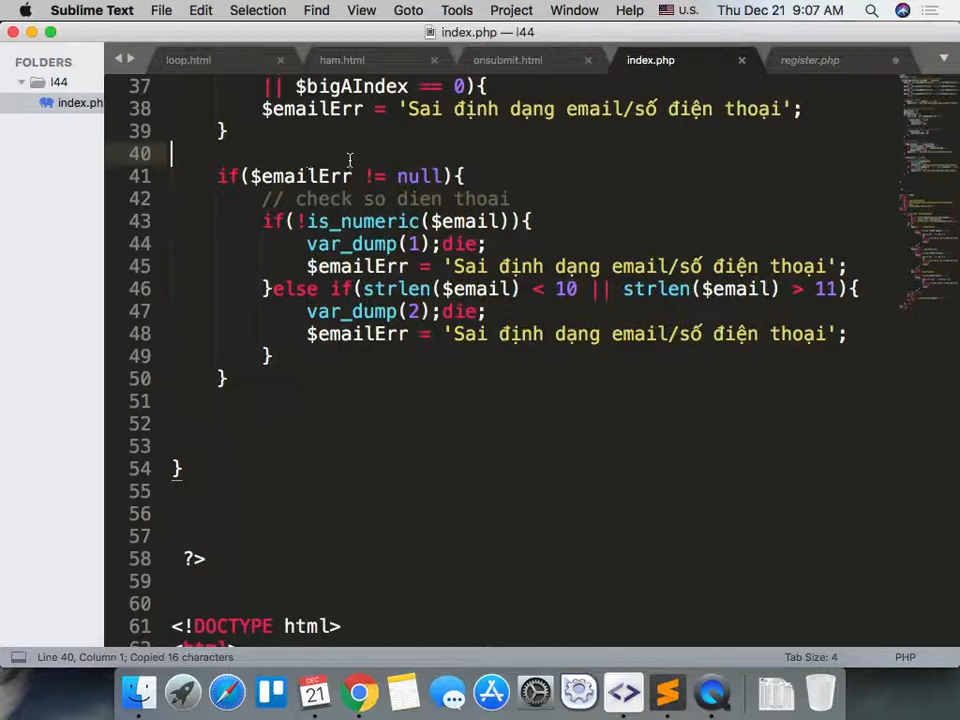 Sublime Text File Edit Selection Find View Goto Tools Project Window Help U.S. Thu Dec 21 9:07 AM
index.php — l44
FOLDERS
l44
index.ph
loop.html ham.html onsubmit.html index.php register.php
37 || $bigAIndex == 0){
38 $emailErr = 'Sai định dạng email/số điện thoại';
39 }
40
41 if($emailErr != null){
42 // check so dien thoai
43 if(!is_numeric($email)){
44 var_dump(1);die;
45 $emailErr = 'Sai định dạng email/số điện thoại';
46 }else if(strlen($email) < 10 || strlen($email) > 11){
47 var_dump(2);die;
48 $emailErr = 'Sai định dạng email/số điện thoại';
49 }
50 }
51
52
53
54 }
55
56
57
58 ?>
59
60
61 <!DOCTYPE html>
Line 40, Column 1; Copied 16 characters Tab Size: 4 PHP
DEC
21